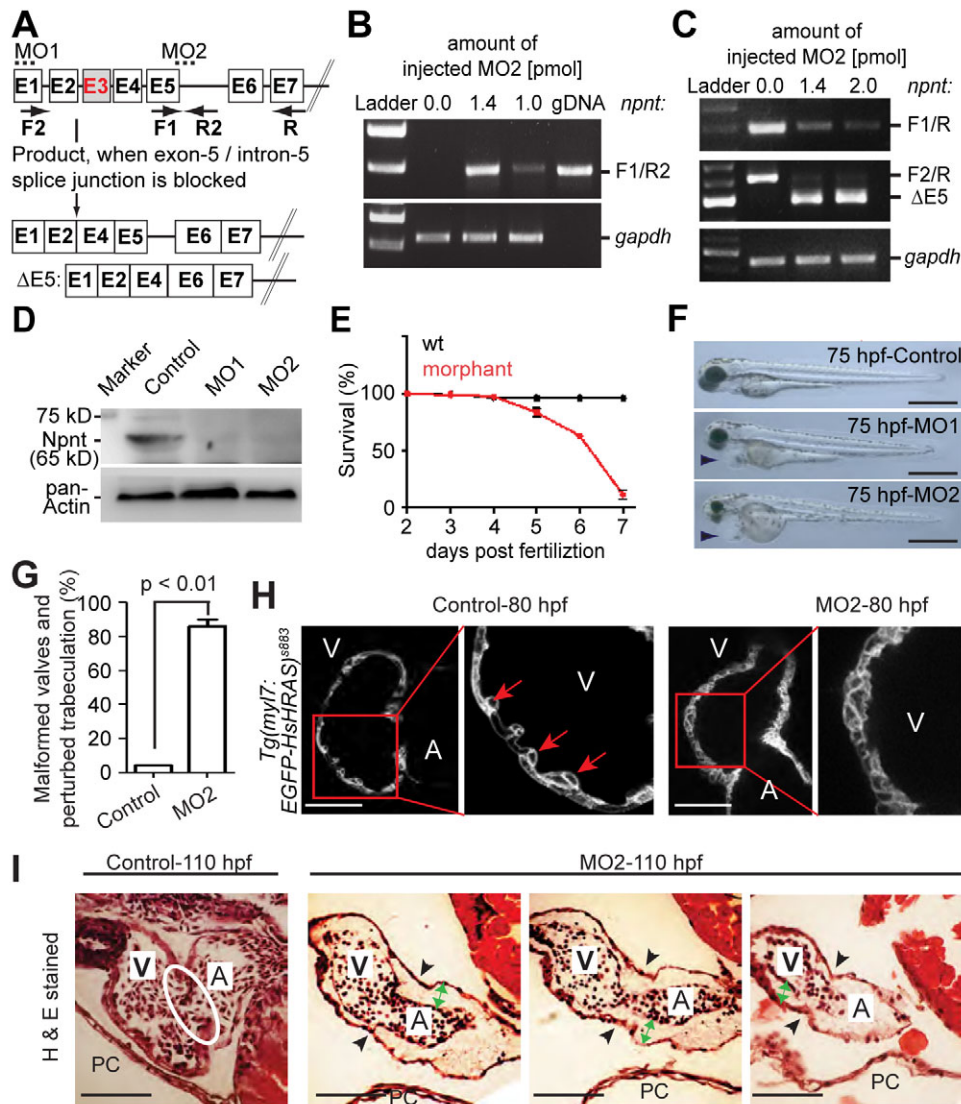 A
MO1
MO2
E1 E2 E3 E4 E5 E6 E7
F2 F1 R2 R
Product, when exon-5 / intron-5
splice junction is blocked
E1 E2 E4 E5 E6 E7
ΔE5: E1 E2 E4 E6 E7
B
amount of
injected MO2 [pmol]
Ladder 0.0 1.4 1.0 gDNA npnt:
F1/R2
gapdh
C
amount of
injected MO2 [pmol]
Ladder 0.0 1.4 2.0 npnt:
F1/R
F2/R
ΔE5
gapdh
D
Marker Control MO1 MO2
75 kD
Npnt
(65 kD)
pan-
Actin
E
wt
morphant
Survival (%)
100
50
0
2 3 4 5 6 7
days post fertiliztion
F
75 hpf-Control
75 hpf-MO1
75 hpf-MO2
G
p < 0.01
Malformed valves and
perturbed trabeculation (%)
100
80
60
40
20
0
Control MO2
H
Control-80 hpf MO2-80 hpf
Tg(myl7:
EGFP-HsHRAS)s883
V A V V A V
I
Control-110 hpf MO2-110 hpf
H & E stained
V A V A V A V A
PC PC PC PC